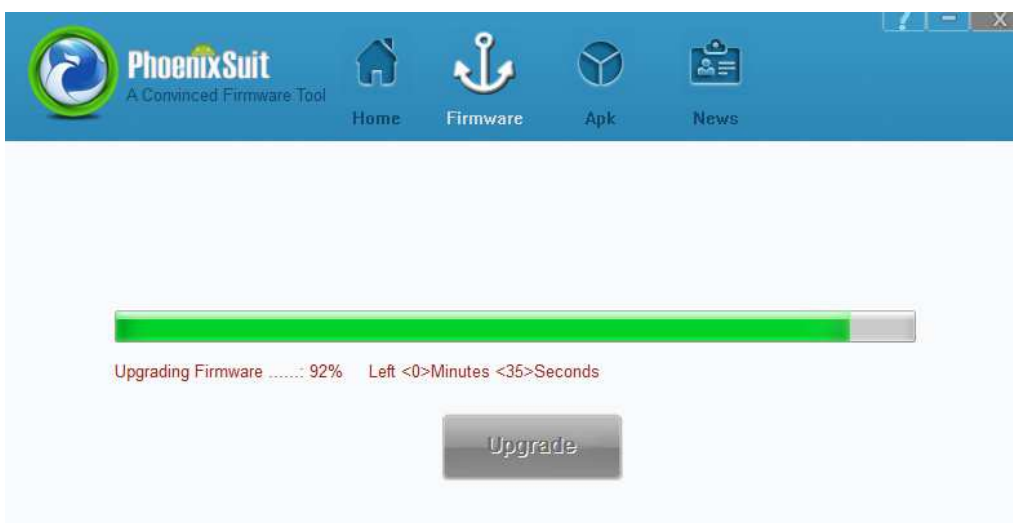 ? - X
PhoenixSuit
A Convinced Firmware Tool
Home Firmware Apk News
Upgrading Firmware ......: 92% Left <0>Minutes <35>Seconds
Upgrade